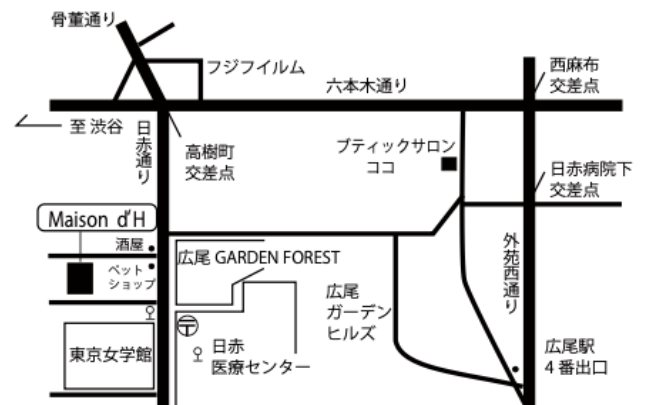 骨董通り
フジフイルム
六本木通り
西麻布
交差点
至 渋谷
日赤通り
高樹町
交差点
ブティックサロン
ココ
日赤病院下
交差点
Maison d'H
酒屋
ペット
ショップ
広尾 GARDEN FOREST
外苑西通り
広尾
ガーデン
ヒルズ
〒
東京女学館
日赤
医療センター
広尾駅
4 番出口